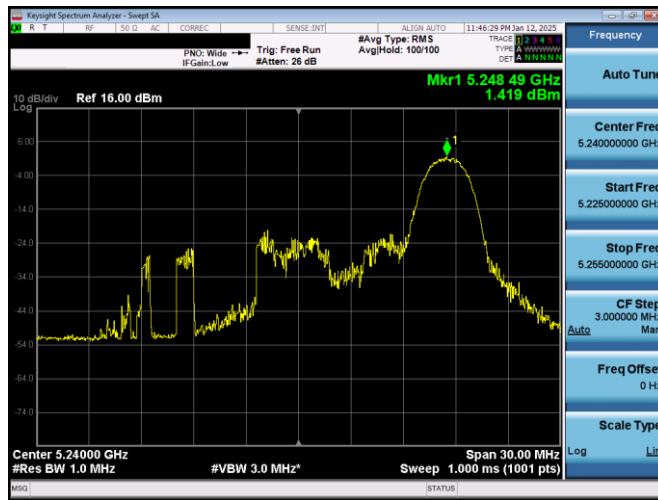 Keysight Spectrum Analyzer - Swept SA
R T RF 50 Ω AC CORREC SENSE:INT ALIGN AUTO 11:46:29 PM Jan 12, 2025
PNO: Wide
IFGain:Low
Trig: Free Run
#Atten: 26 dB
#Avg Type: RMS
Avg|Hold: 100/100
TRACE 1 2 3 4 5 6
TYPE A WWWWW
DET A N N N N N
Mkr1 5.248 49 GHz
1.419 dBm
10 dB/div Ref 16.00 dBm
Log
1
6.00
-4.00
-14.0
-24.0
-34.0
-44.0
-54.0
-64.0
-74.0
Center 5.24000 GHz Span 30.00 MHz
#Res BW 1.0 MHz #VBW 3.0 MHz* Sweep 1.000 ms (1001 pts)
MSG STATUS
Frequency
Auto Tune
Center Freq
5.240000000 GHz
Start Freq
5.225000000 GHz
Stop Freq
5.255000000 GHz
CF Step
3.000000 MHz
Auto Man
Freq Offset
0 Hz
Scale Type
Log Lin